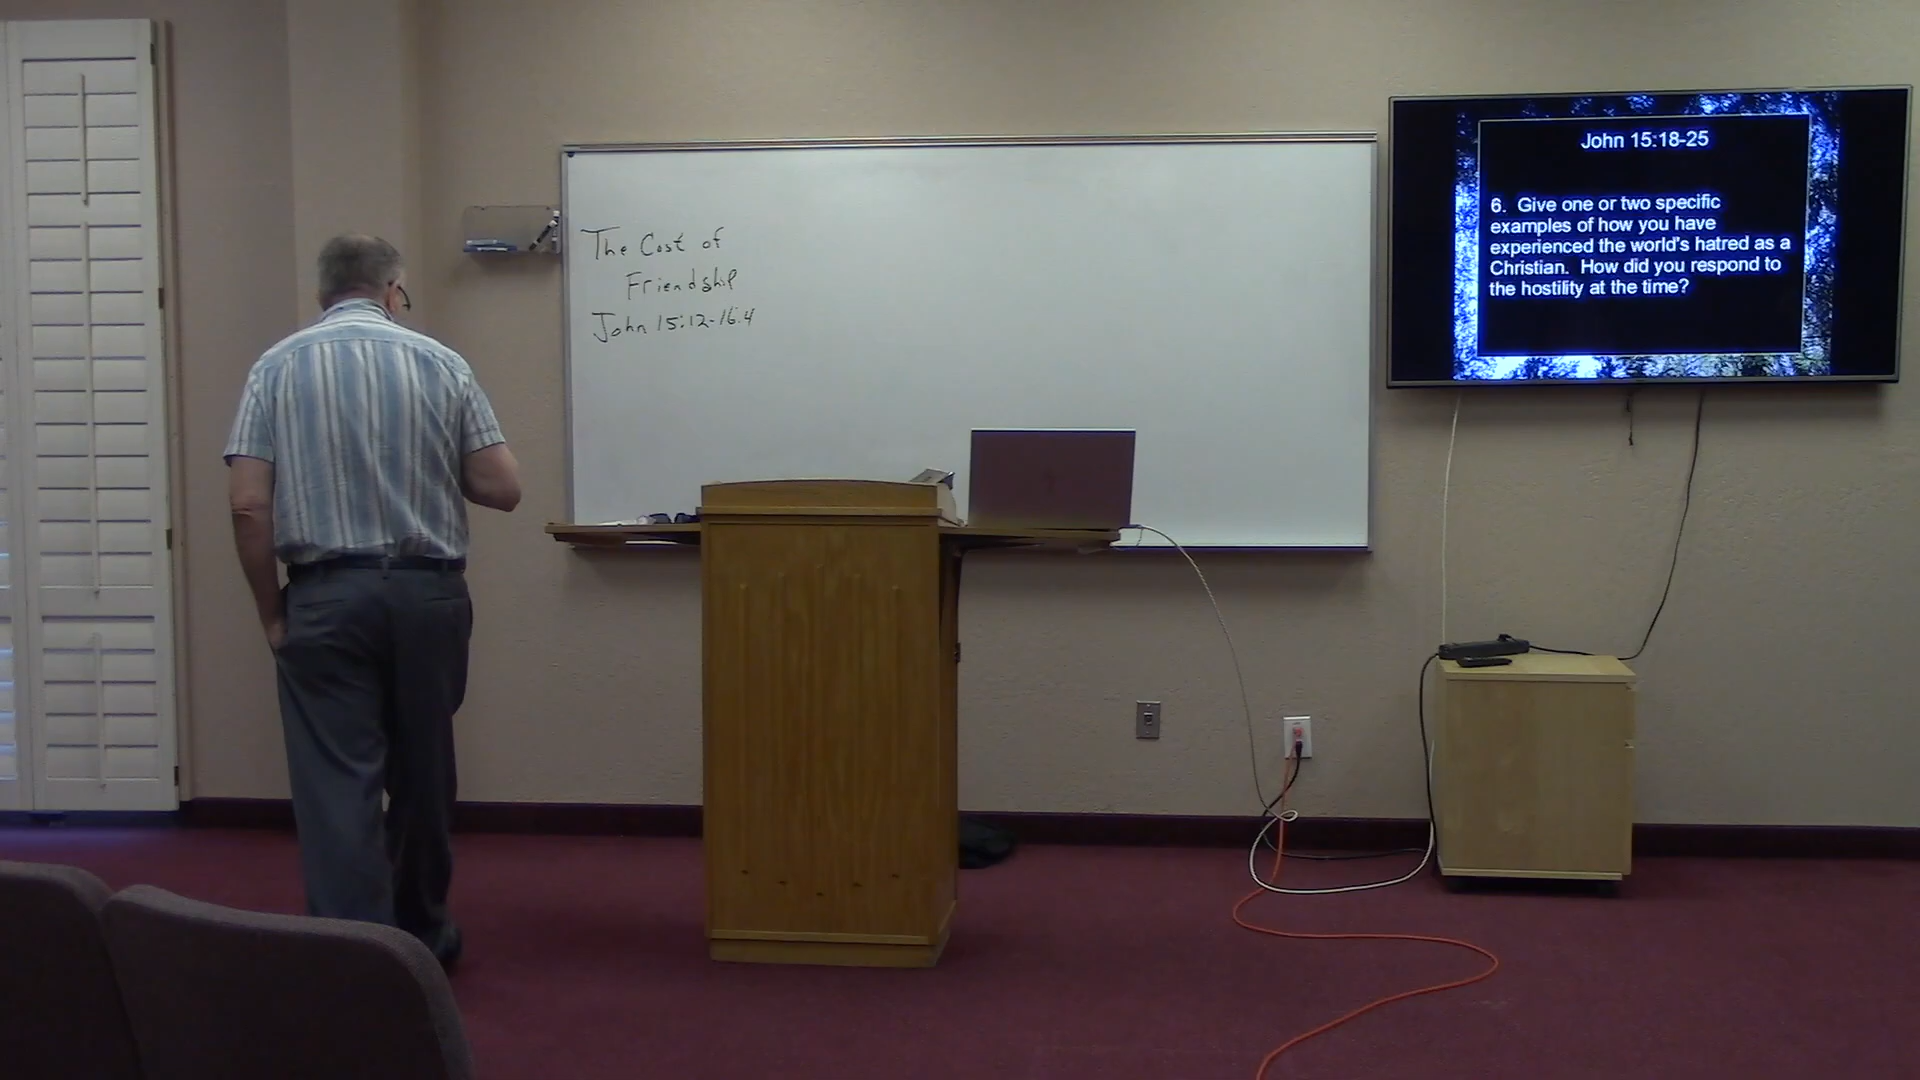 The Cost of
Friendship
John 15:12-16:4
John 15:18-25
6. Give one or two specific
examples of how you have
experienced the world's hatred as a
Christian. How did you respond to
the hostility at the time?